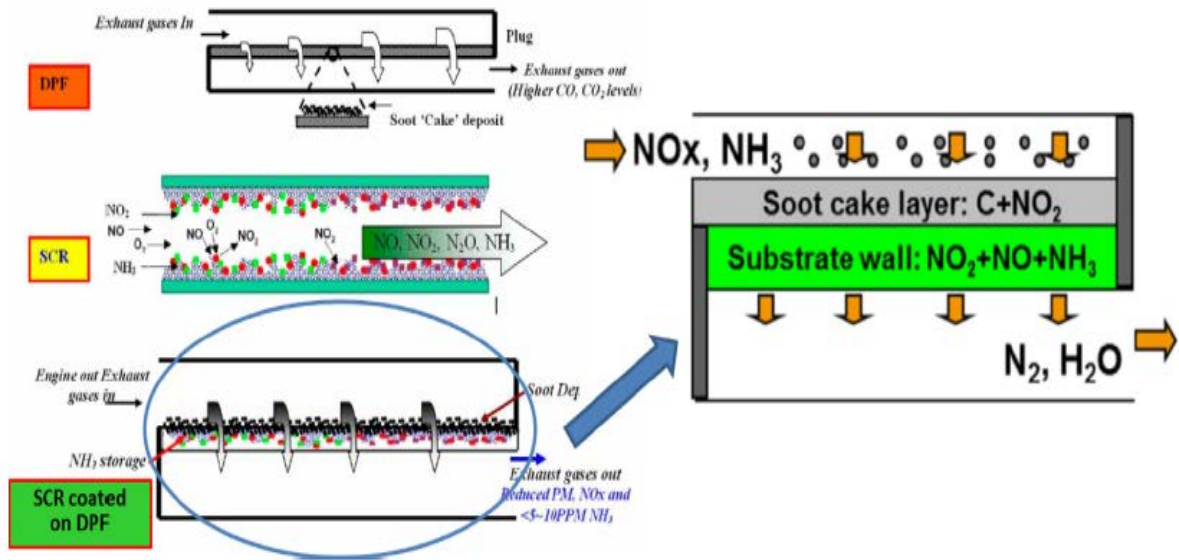 Exhaust gases In
Plug
DPF
Exhaust gases out
(Higher CO, CO₂ levels)
Soot 'Cake' deposit
NO₂
NO
O₂
NH₃
SCR
NO
O₂
NO₂
NO₂
NO, NO₂, N₂O, NH₃
Engine out Exhaust
gases in
Soot Dep
NH₃ storage
Exhaust gases out
Reduced PM, NOx and
<5~10PPM NH₃
SCR coated
on DPF
NOx, NH₃
Soot cake layer: C+NO₂
Substrate wall: NO₂+NO+NH₃
N₂, H₂O